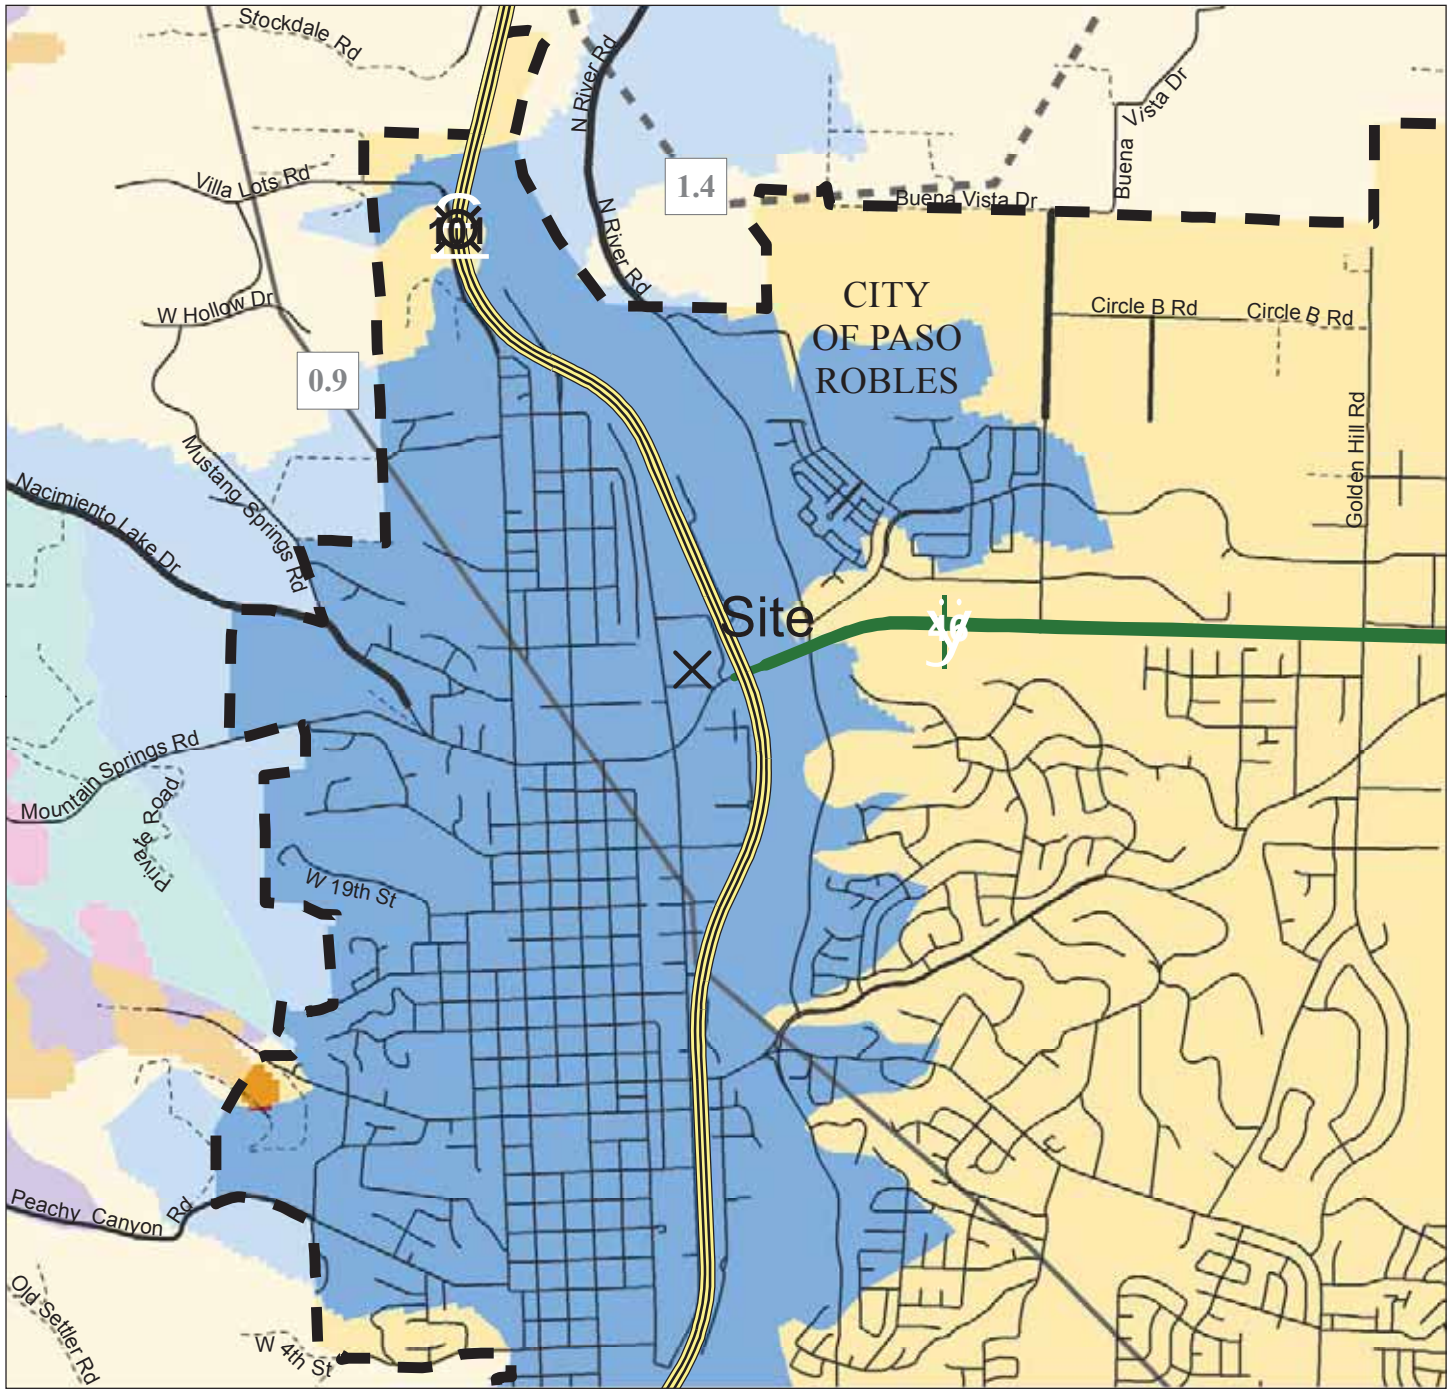 Stockdale Rd
N River Rd
Vista Dr
Buena
Villa Lots Rd
1.4
Buena Vista Dr
101
N River Rd
W Hollow Dr
CITY
OF PASO
ROBLES
Circle B Rd
Circle B Rd
0.9
Golden Hill Rd
Mustang Springs Rd
Nacimiento Lake Dr
Site
Mountain Springs Rd
Private Road
W 19th St
Peachy Canyon Rd
Old Settler Rd
W 4th St